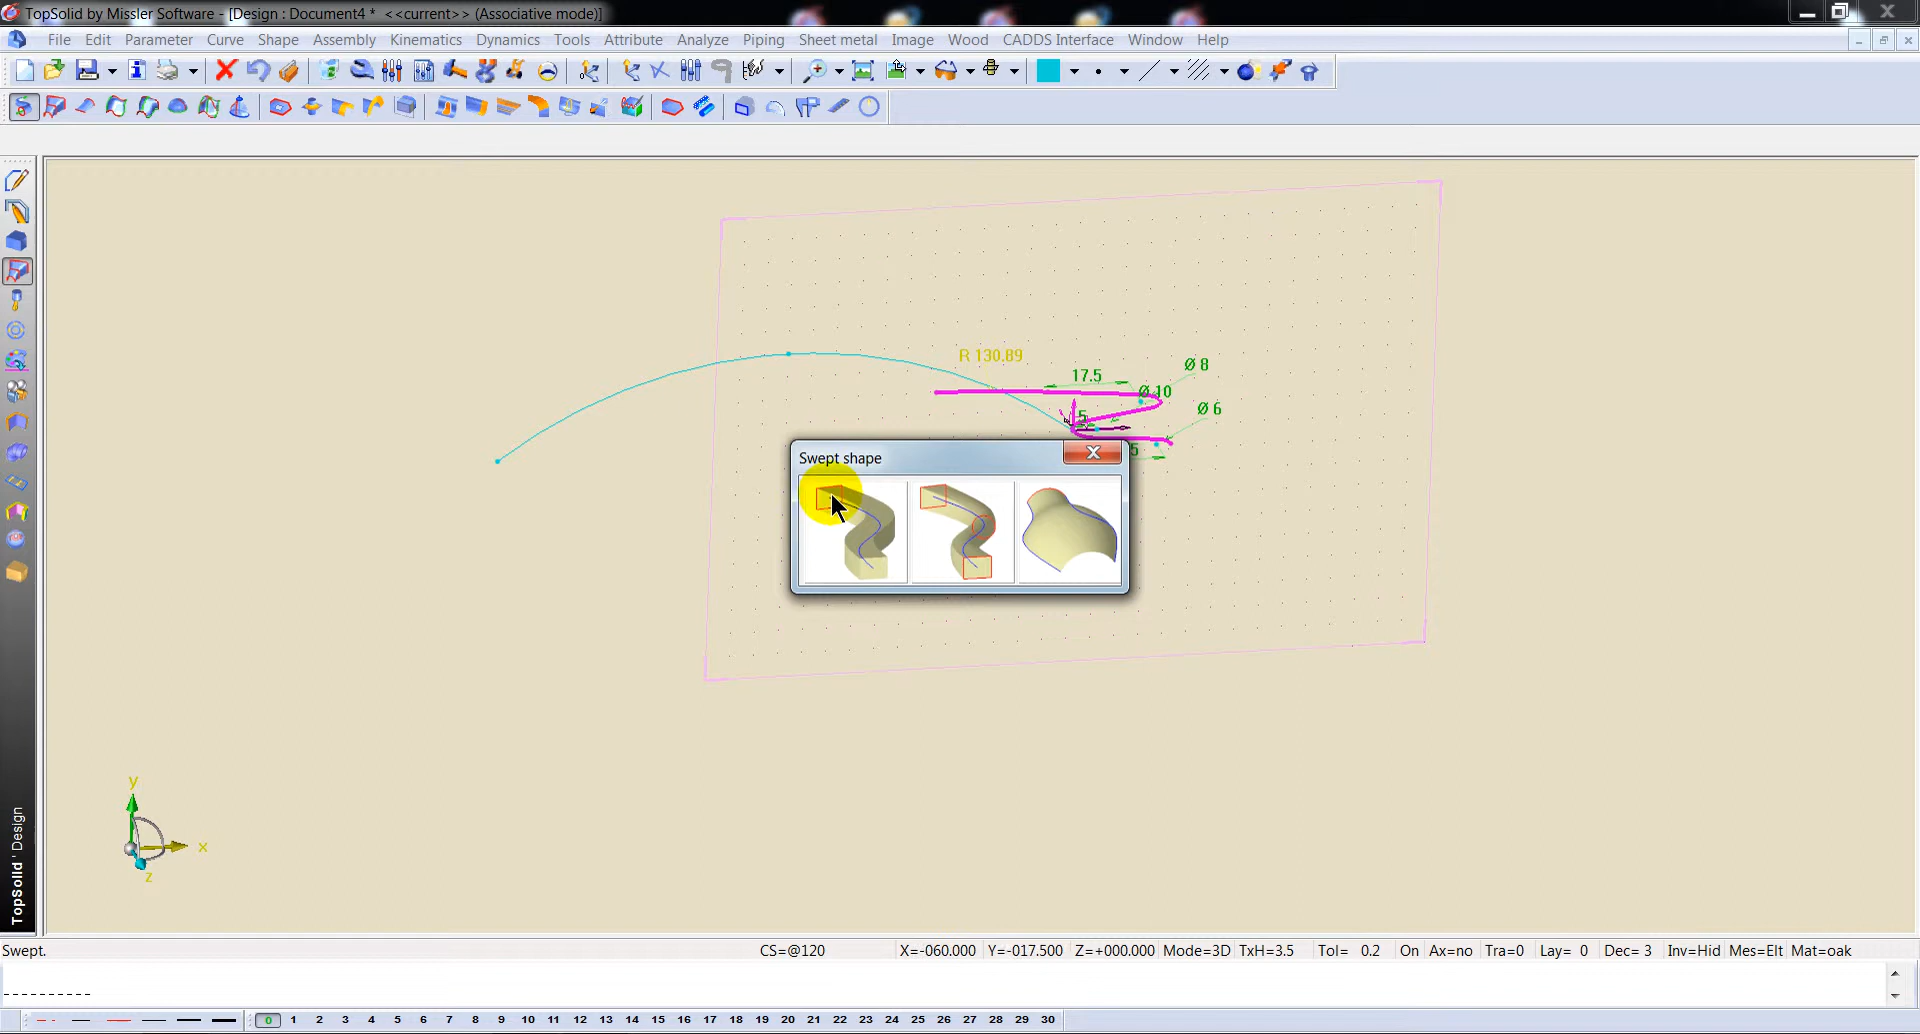 TopSolid by Missler Software - [Design : Document4 *  <<current>> (Associative mode)]
File Edit Parameter Curve Shape Assembly Kinematics Dynamics Tools Attribute Analyze Piping Sheet metal Image Wood CADDS Interface Window Help
R 130.89
17.5
Ø 8
Ø 10
Ø 6
5
5
Swept shape
y
x
z
TopSolid'Design
Swept.
CS=@120 X=-060.000 Y=-017.500 Z=+000.000 Mode=3D TxH=3.5 Tol= 0.2 On Ax=no Tra=0 Lay= 0 Dec= 3 Inv=Hid Mes=Elt Mat=oak
----------
0 1 2 3 4 5 6 7 8 9 10 11 12 13 14 15 16 17 18 19 20 21 22 23 24 25 26 27 28 29 30